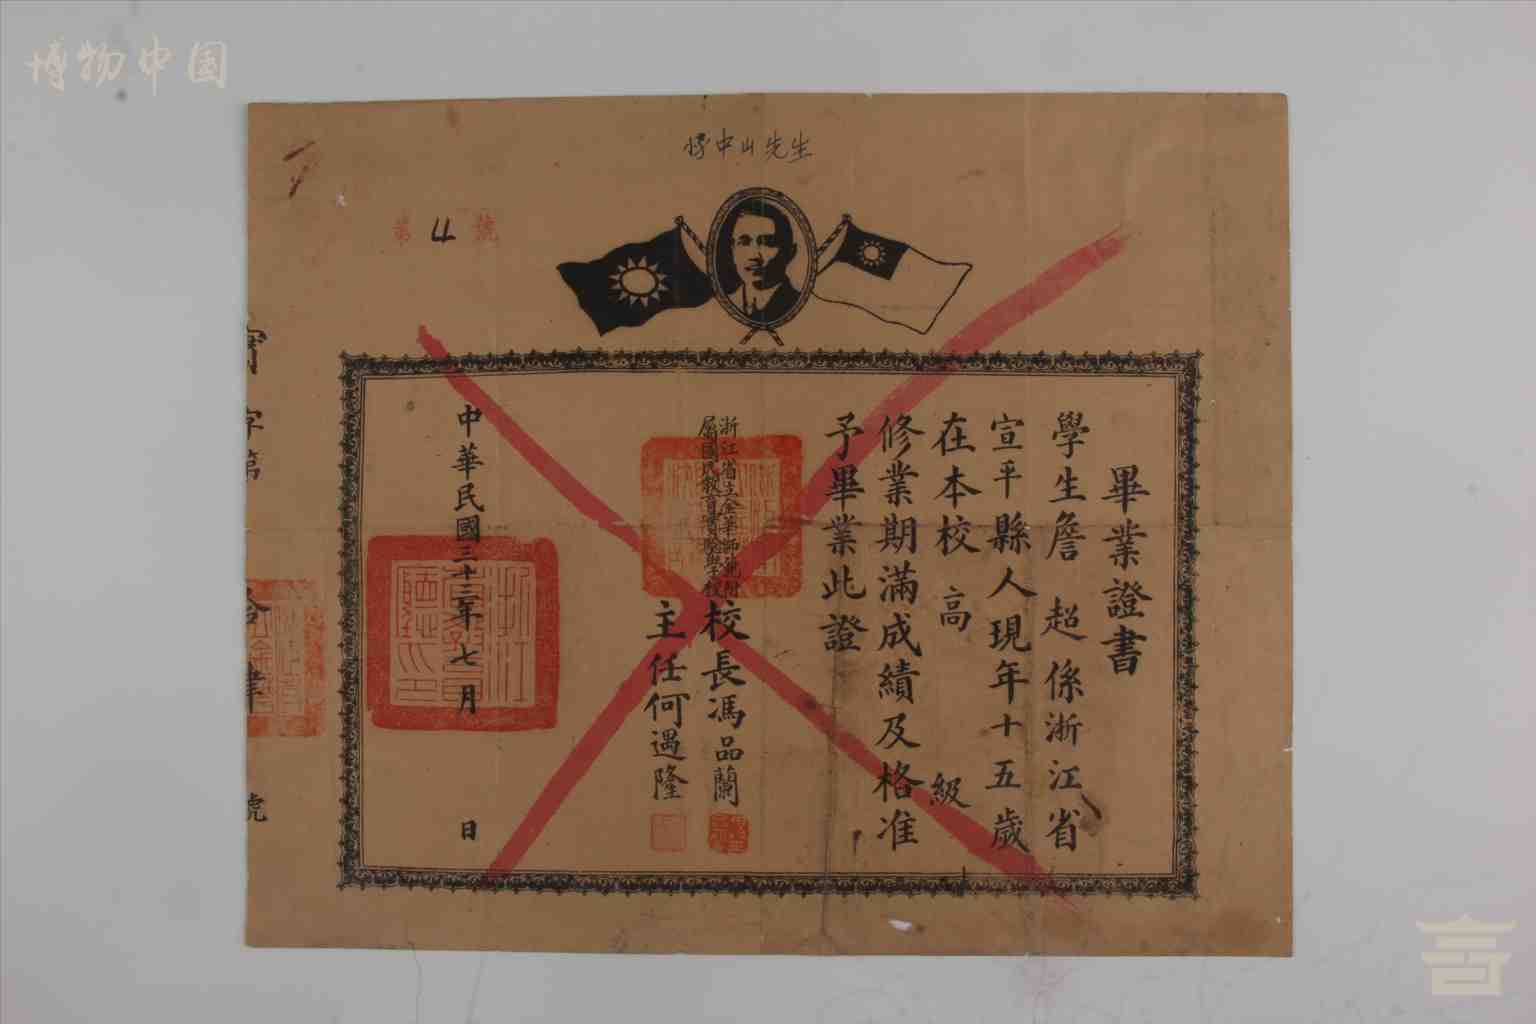 博物中国
孫中山先生
第4號
畢業證書
學生詹超係浙江省
宣平縣人現年十五歲
在本校高級
修業期滿成績及格准
予畢業此證
浙江省立金華師範附
屬國民教育實驗學校
校長馮品蘭
主任何遇隆
中華民國三十三年七月日
字第
號